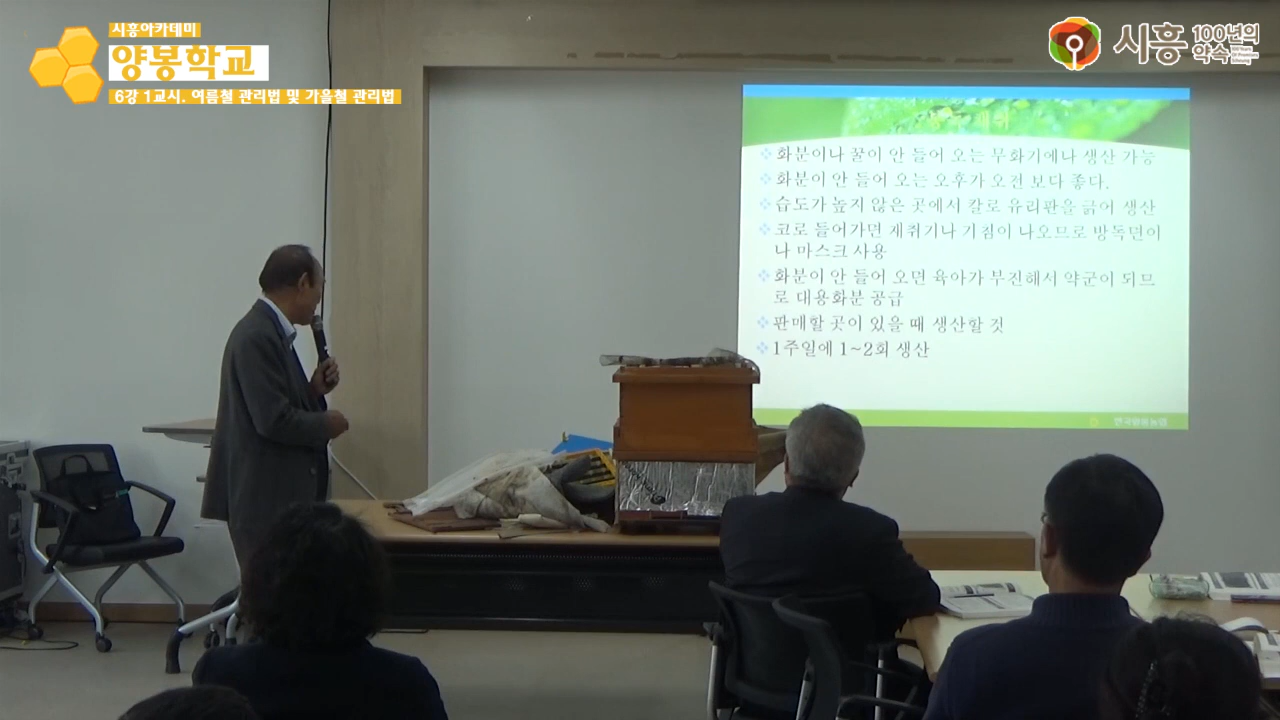 시흥아카데미
양봉학교
6강 1교시. 여름철 관리법 및 가을철 관리법
시흥 100년의 약속
화분이나 꿀이 안 들어 오는 무화기에나 생산 가능
화분이 안 들어 오는 오후가 오전 보다 좋다.
습도가 높지 않은 곳에서 칼로 유리판을 긁어 생산
코로 들어가면 재취기나 기침이 나오므로 방독면이
나 마스크 사용
화분이 안 들어 오면 육아가 부진해서 약군이 되므
로 대용화분 공급
판매할 곳이 있을 때 생산할 것
1주일에 1~2회 생산